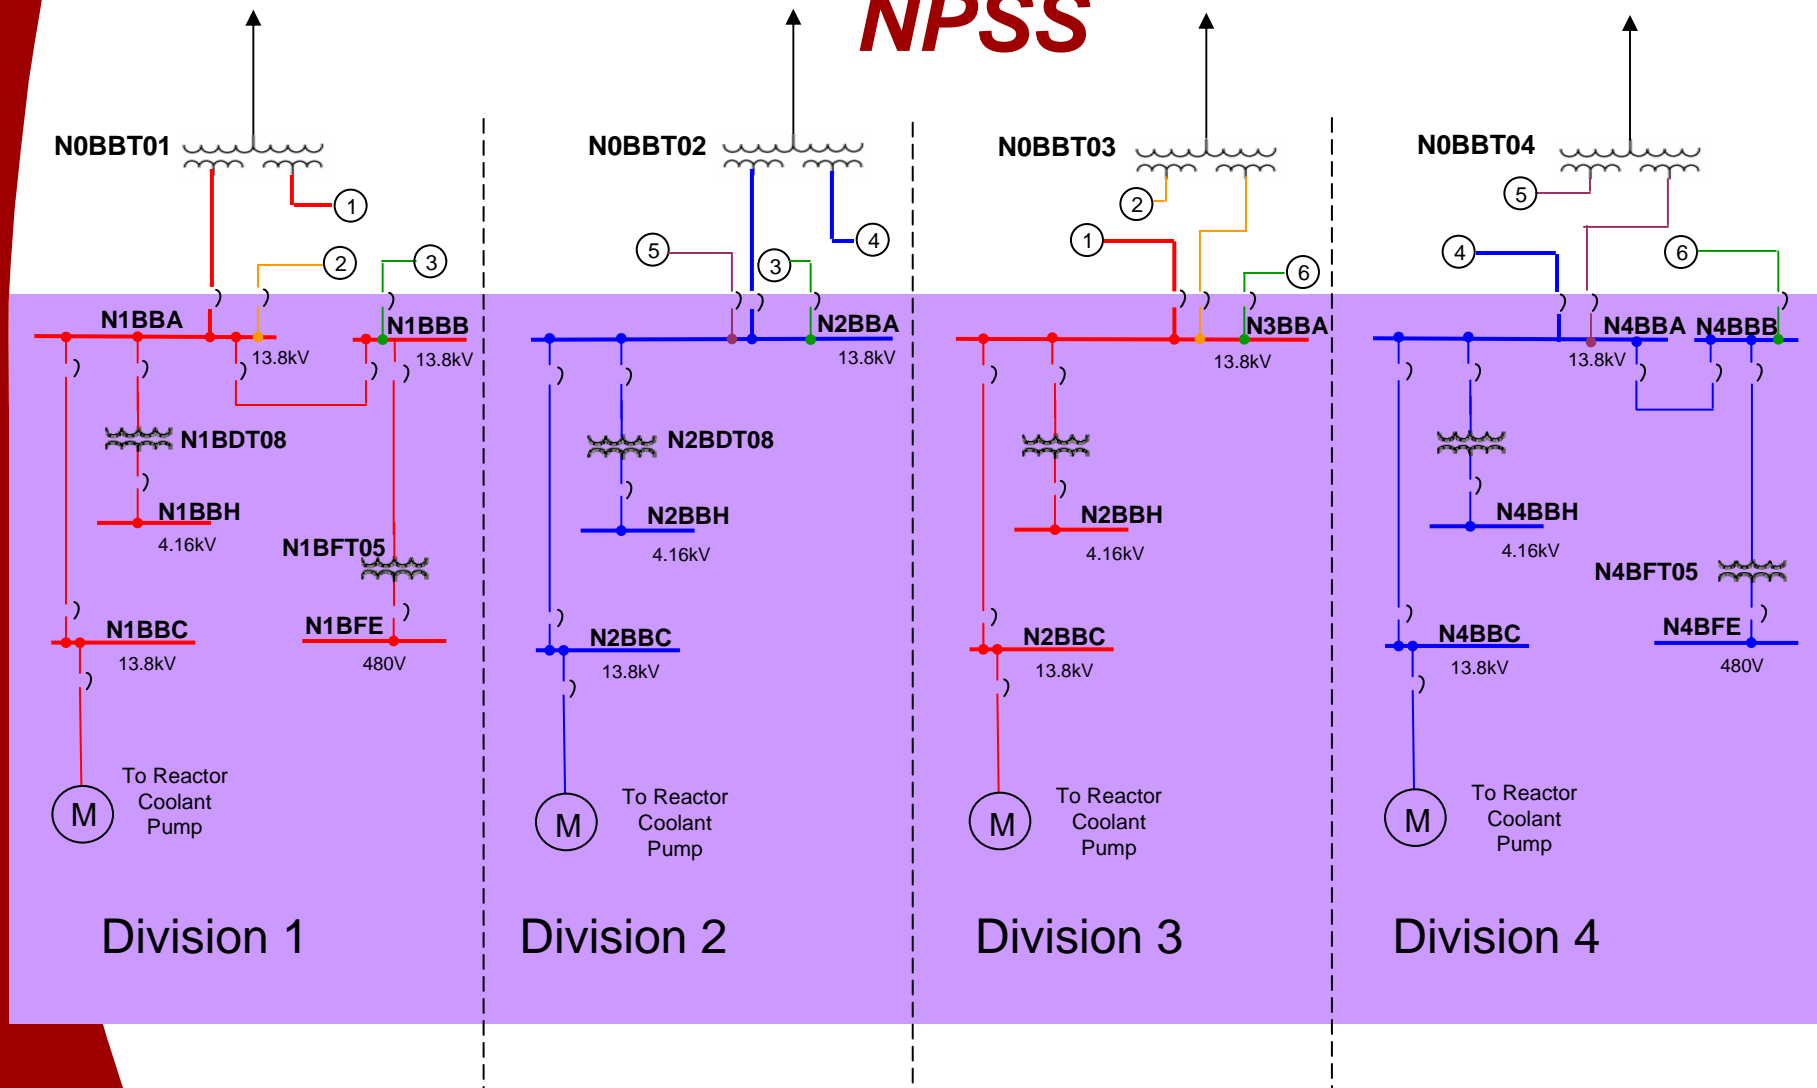 NPSS
N0BBT01
N0BBT02
N0BBT03
N0BBT04
1
2
3
5
3
4
2
1
6
5
4
6
N1BBA
13.8kV
N1BBB
13.8kV
N2BBA
13.8kV
N3BBA
13.8kV
N4BBA
13.8kV
N4BBB
N1BDT08
N2BDT08
N1BBH
4.16kV
N2BBH
4.16kV
N2BBH
4.16kV
N4BBH
4.16kV
N1BFT05
N4BFT05
N1BBC
13.8kV
N1BFE
480V
N2BBC
13.8kV
N2BBC
13.8kV
N4BBC
13.8kV
N4BFE
480V
M
To Reactor
Coolant
Pump
M
To Reactor
Coolant
Pump
M
To Reactor
Coolant
Pump
M
To Reactor
Coolant
Pump
Division 1
Division 2
Division 3
Division 4